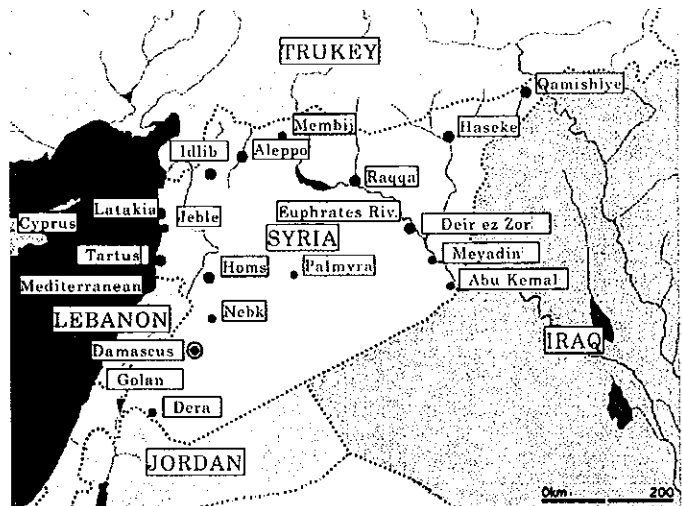 TRUKEY
Qamishiye
Membij
Haseke
Idlib
Aleppo
Raqqa
Latakia
Euphrates Riv.
Cyprus
Jeble
Deir ez Zor
SYRIA
Tartus
Meyadin
Homs
Palmyra
Abu Kemal
Mediterranean
LEBANON
Nebk
IRAQ
Damascus
Golan
Dera
JORDAN
0km 200